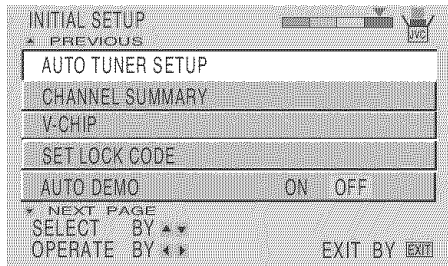 INITIAL SETUP
JVC
▲ PREVIOUS
AUTO TUNER SETUP
CHANNEL SUMMARY
V-CHIP
SET LOCK CODE
AUTO DEMO ON OFF
▼ NEXT PAGE
SELECT BY ▲ ▼
OPERATE BY ◄ ► EXIT BY EXIT